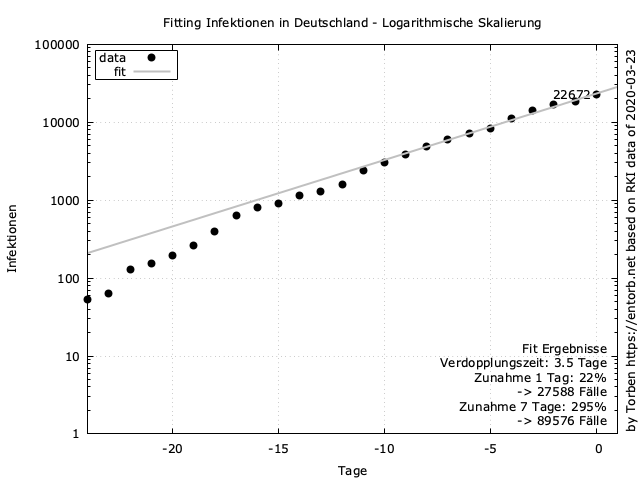 Fitting Infektionen in Deutschland - Logarithmische Skalierung
100000
10000
1000
100
10
1
Infektionen
data
fit
22672
Fit Ergebnisse
Verdopplungszeit: 3.5 Tage
Zunahme 1 Tag: 22%
-> 27588 Fälle
Zunahme 7 Tage: 295%
-> 89576 Fälle
-20 -15 -10 -5 0
Tage
by Torben https://entorb.net based on RKI data of 2020-03-23